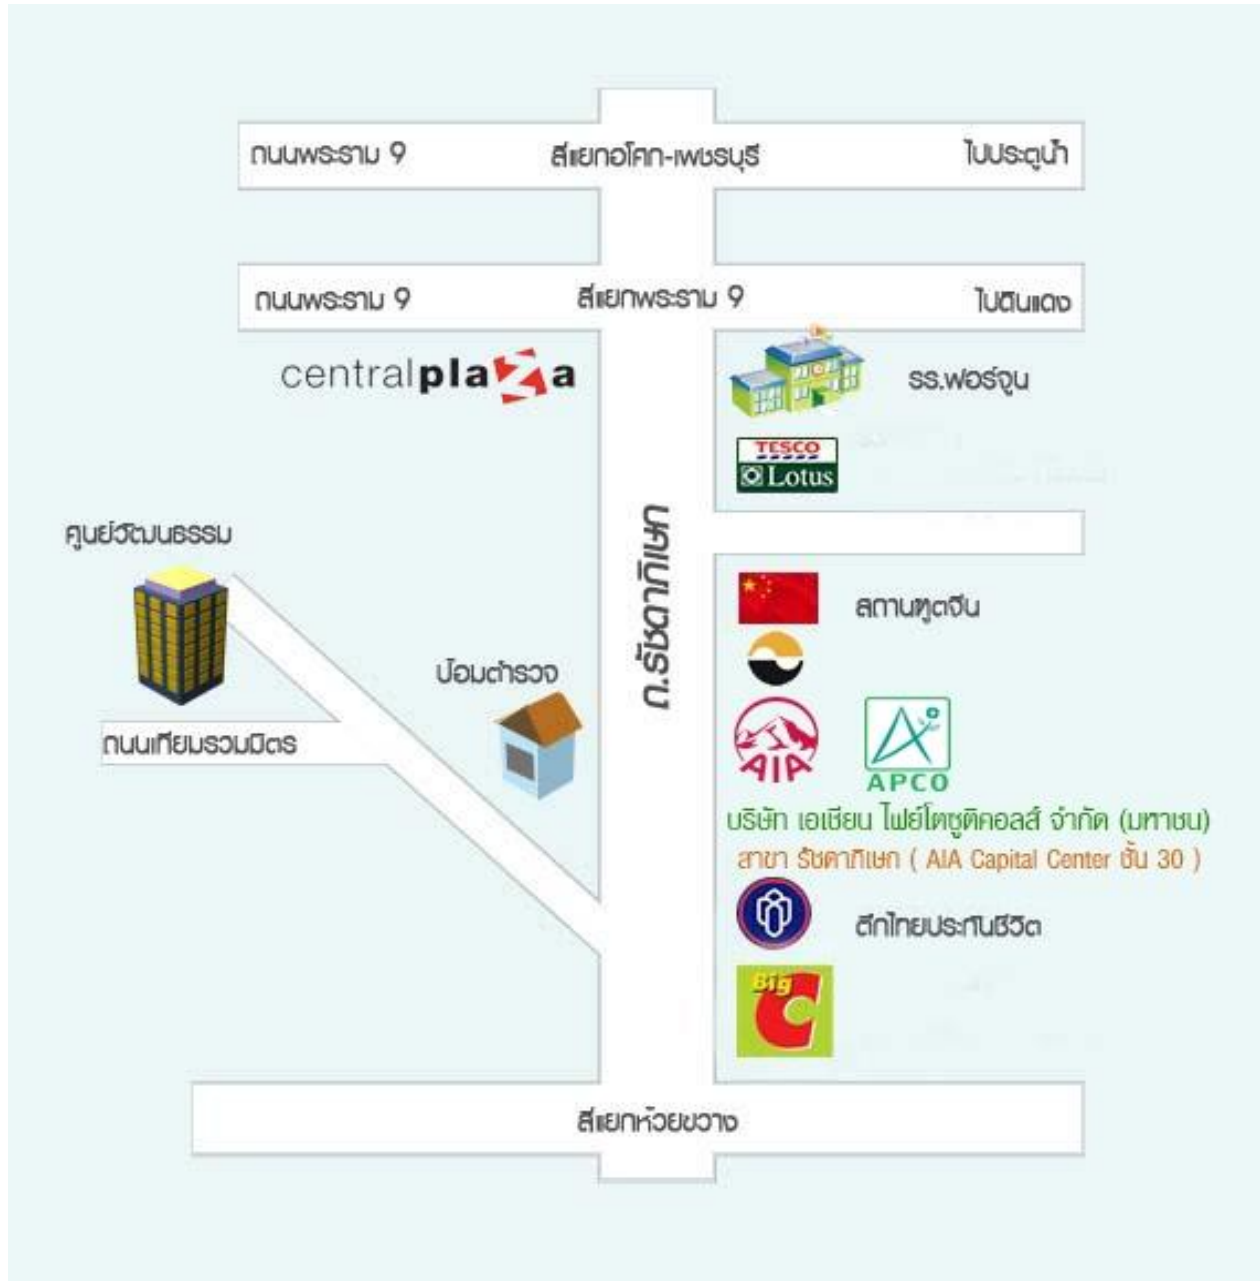 ถนนพระราม 9 สี่แยกอโศก-เพชรบุรี ไปประตูน้ำ
ถนนพระราม 9 สี่แยกพระราม 9 ไปดินแดง
centralplaza
รร.ฟอร์จูน
TESCO
Lotus
ถ.รัชดาภิเษก
ศูนย์วัฒนธรรม
สถานฑูตจีน
ป้อมตำรวจ
ถนนเทียมรวมมิตร
AIA
APCO
บริษัท เอเชียน ไฟย์โตซูติคอลส์ จำกัด (มหาชน)
สาขา รัชดาภิเษก ( AIA Capital Center ชั้น 30 )
ตึกไทยประกันชีวิต
Big
C
สี่แยกห้วยขวาง